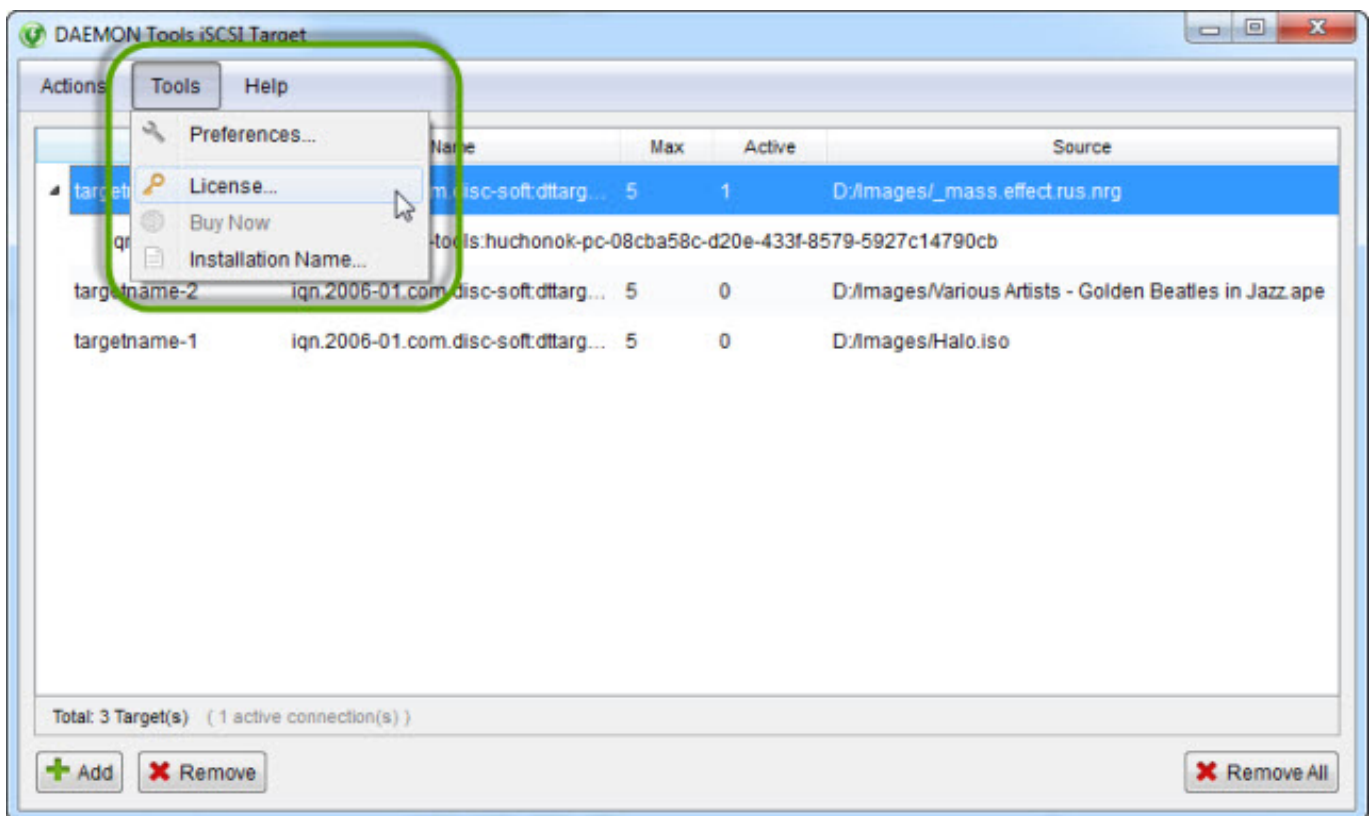 DAEMON Tools iSCSI Target
Actions Tools Help
Preferences...
License...
Buy Now
Installation Name...
Name Max Active Source
5 1 D:/Images/_mass.effect.rus.nrg
-tools:huchonok-pc-08cba58c-d20e-433f-8579-5927c14790cb
targetname-2 iqn.2006-01.com.disc-soft:dttarg... 5 0 D:/Images/Various Artists - Golden Beatles in Jazz.ape
targetname-1 iqn.2006-01.com.disc-soft:dttarg... 5 0 D:/Images/Halo.iso
Total: 3 Target(s) ( 1 active connection(s) )
Add Remove Remove All